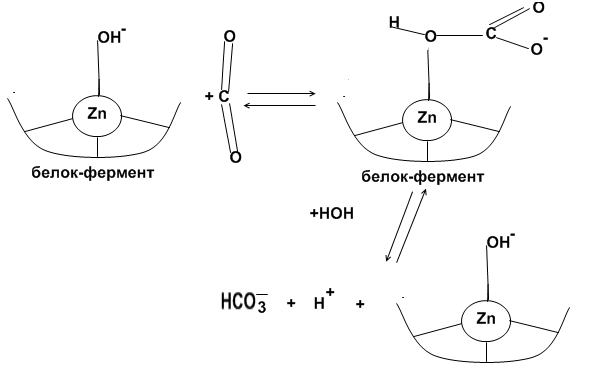 OH⁻
Zn
белок-фермент
+ C
O
O
H
O
C
O
O⁻
Zn
белок-фермент
+HOH
HCO₃⁻ + H⁺ +
OH⁻
Zn